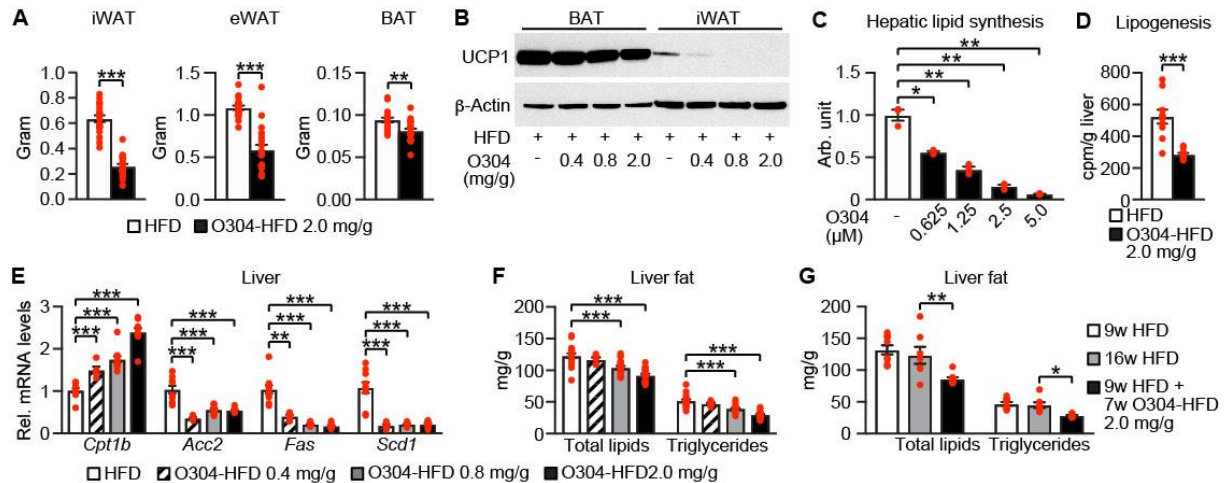 A
iWAT
eWAT
BAT
Gram
1.0
0.8
0.6
0.4
0.2
0.0
***
Gram
1.5
1.0
0.5
0.0
***
Gram
0.20
0.15
0.10
0.05
0.00
**
HFD
O304-HFD 2.0 mg/g
B
BAT
iWAT
UCP1
β-Actin
HFD + + + + + + + +
O304 - 0.4 0.8 2.0 - 0.4 0.8 2.0
(mg/g)
C
Hepatic lipid synthesis
**
**
**
*
Arb. unit
1.5
1.0
0.5
0.0
O304 - 0.625 1.25 2.5 5.0
(µM)
D
Lipogenesis
***
cpm/g liver
800
600
400
200
0
HFD
O304-HFD
2.0 mg/g
E
Liver
Rel. mRNA levels
3
2
1
0
***
***
***
***
***
***
***
***
**
***
***
***
Cpt1b
Acc2
Fas
Scd1
F
Liver fat
mg/g
200
150
100
50
0
***
***
***
***
Total lipids
Triglycerides
HFD
O304-HFD 0.4 mg/g
O304-HFD 0.8 mg/g
O304-HFD2.0 mg/g
G
Liver fat
mg/g
200
150
100
50
0
**
*
Total lipids
Triglycerides
9w HFD
16w HFD
9w HFD +
7w O304-HFD
2.0 mg/g